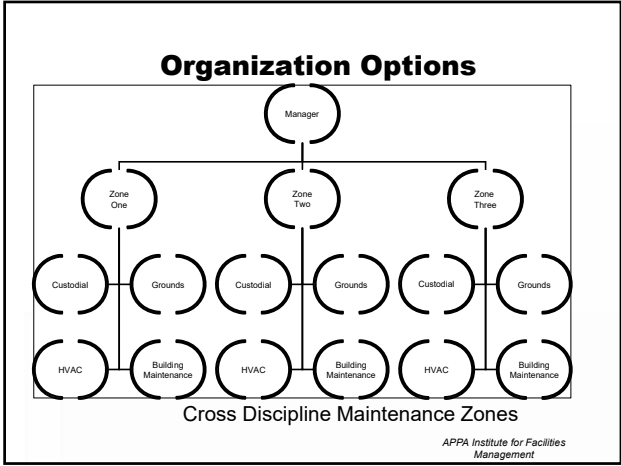 Organization Options
Manager
Zone
One
Zone
Two
Zone
Three
Custodial
Grounds
Custodial
Grounds
Custodial
Grounds
HVAC
Building
Maintenance
HVAC
Building
Maintenance
HVAC
Building
Maintenance
Cross Discipline Maintenance Zones
APPA Institute for Facilities
Management